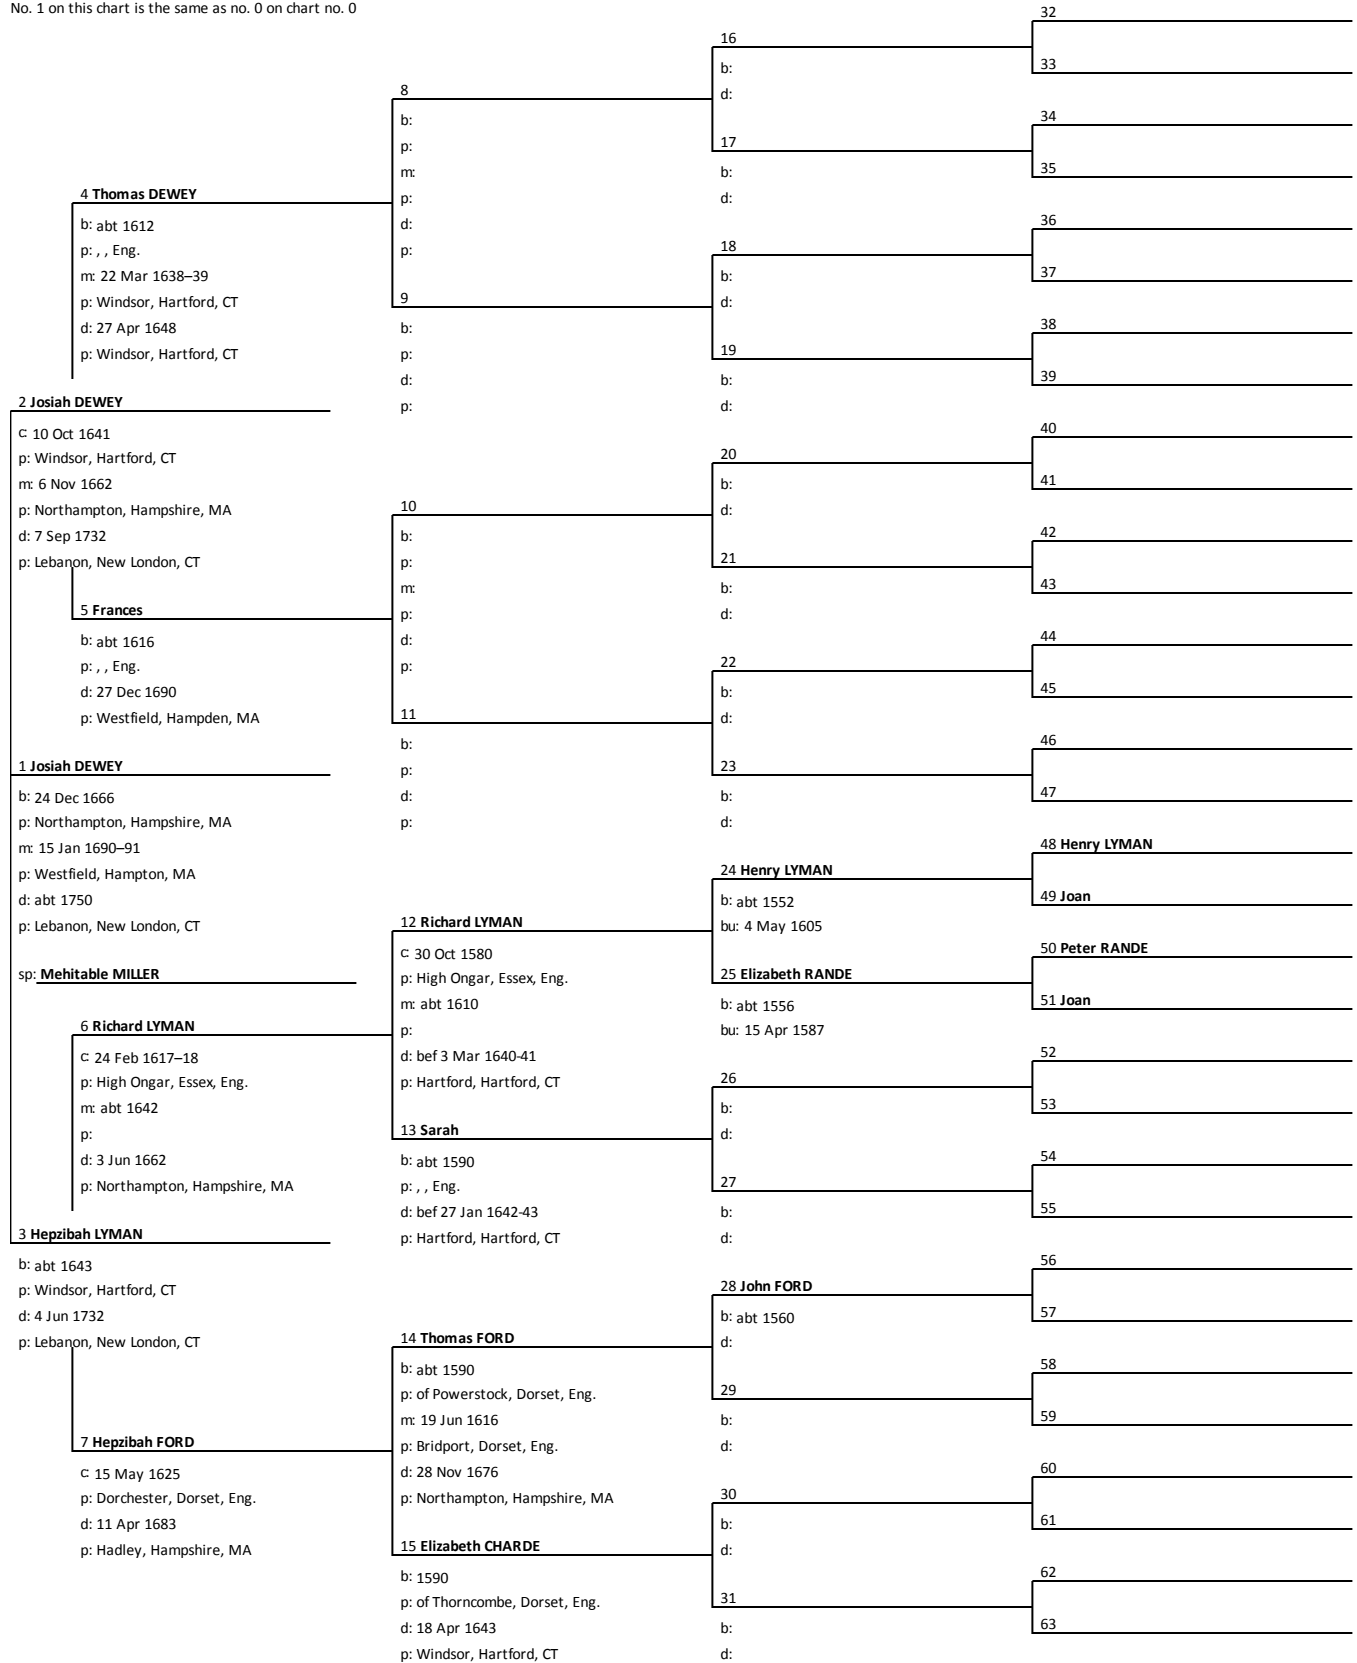 No. 1 on this chart is the same as no. 0 on chart no. 0
4 Thomas DEWEY
b: abt 1612
p: , , Eng.
m: 22 Mar 1638–39
p: Windsor, Hartford, CT
d: 27 Apr 1648
p: Windsor, Hartford, CT
2 Josiah DEWEY
c: 10 Oct 1641
p: Windsor, Hartford, CT
m: 6 Nov 1662
p: Northampton, Hampshire, MA
d: 7 Sep 1732
p: Lebanon, New London, CT
5 Frances
b: abt 1616
p: , , Eng.
d: 27 Dec 1690
p: Westfield, Hampden, MA
1 Josiah DEWEY
b: 24 Dec 1666
p: Northampton, Hampshire, MA
m: 15 Jan 1690–91
p: Westfield, Hampton, MA
d: abt 1750
p: Lebanon, New London, CT
sp: Mehitable MILLER
6 Richard LYMAN
c: 24 Feb 1617–18
p: High Ongar, Essex, Eng.
m: abt 1642
p:
d: 3 Jun 1662
p: Northampton, Hampshire, MA
3 Hepzibah LYMAN
b: abt 1643
p: Windsor, Hartford, CT
d: 4 Jun 1732
p: Lebanon, New London, CT
7 Hepzibah FORD
c: 15 May 1625
p: Dorchester, Dorset, Eng.
d: 11 Apr 1683
p: Hadley, Hampshire, MA
8
b:
p:
m:
p:
d:
p:
9
b:
p:
d:
p:
10
b:
p:
m:
p:
d:
p:
11
b:
p:
d:
p:
12 Richard LYMAN
c: 30 Oct 1580
p: High Ongar, Essex, Eng.
m: abt 1610
p:
d: bef 3 Mar 1640-41
p: Hartford, Hartford, CT
13 Sarah
b: abt 1590
p: , , Eng.
d: bef 27 Jan 1642-43
p: Hartford, Hartford, CT
14 Thomas FORD
b: abt 1590
p: of Powerstock, Dorset, Eng.
m: 19 Jun 1616
p: Bridport, Dorset, Eng.
d: 28 Nov 1676
p: Northampton, Hampshire, MA
15 Elizabeth CHARDE
b: 1590
p: of Thorncombe, Dorset, Eng.
d: 18 Apr 1643
p: Windsor, Hartford, CT
16
b:
d:
17
b:
d:
18
b:
d:
19
b:
d:
20
b:
d:
21
b:
d:
22
b:
d:
23
b:
d:
24 Henry LYMAN
b: abt 1552
bu: 4 May 1605
25 Elizabeth RANDE
b: abt 1556
bu: 15 Apr 1587
26
b:
d:
27
b:
d:
28 John FORD
b: abt 1560
d:
29
b:
d:
30
b:
d:
31
b:
d:
32
33
34
35
36
37
38
39
40
41
42
43
44
45
46
47
48 Henry LYMAN
49 Joan
50 Peter RANDE
51 Joan
52
53
54
55
56
57
58
59
60
61
62
63